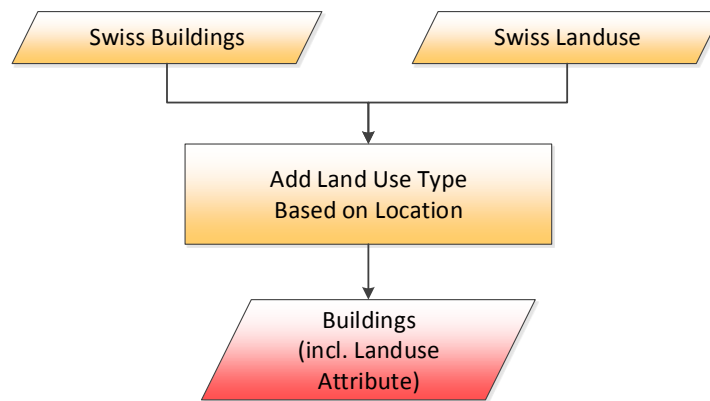 Swiss Buildings
Swiss Landuse
Add Land Use Type
Based on Location
Buildings
(incl. Landuse
Attribute)